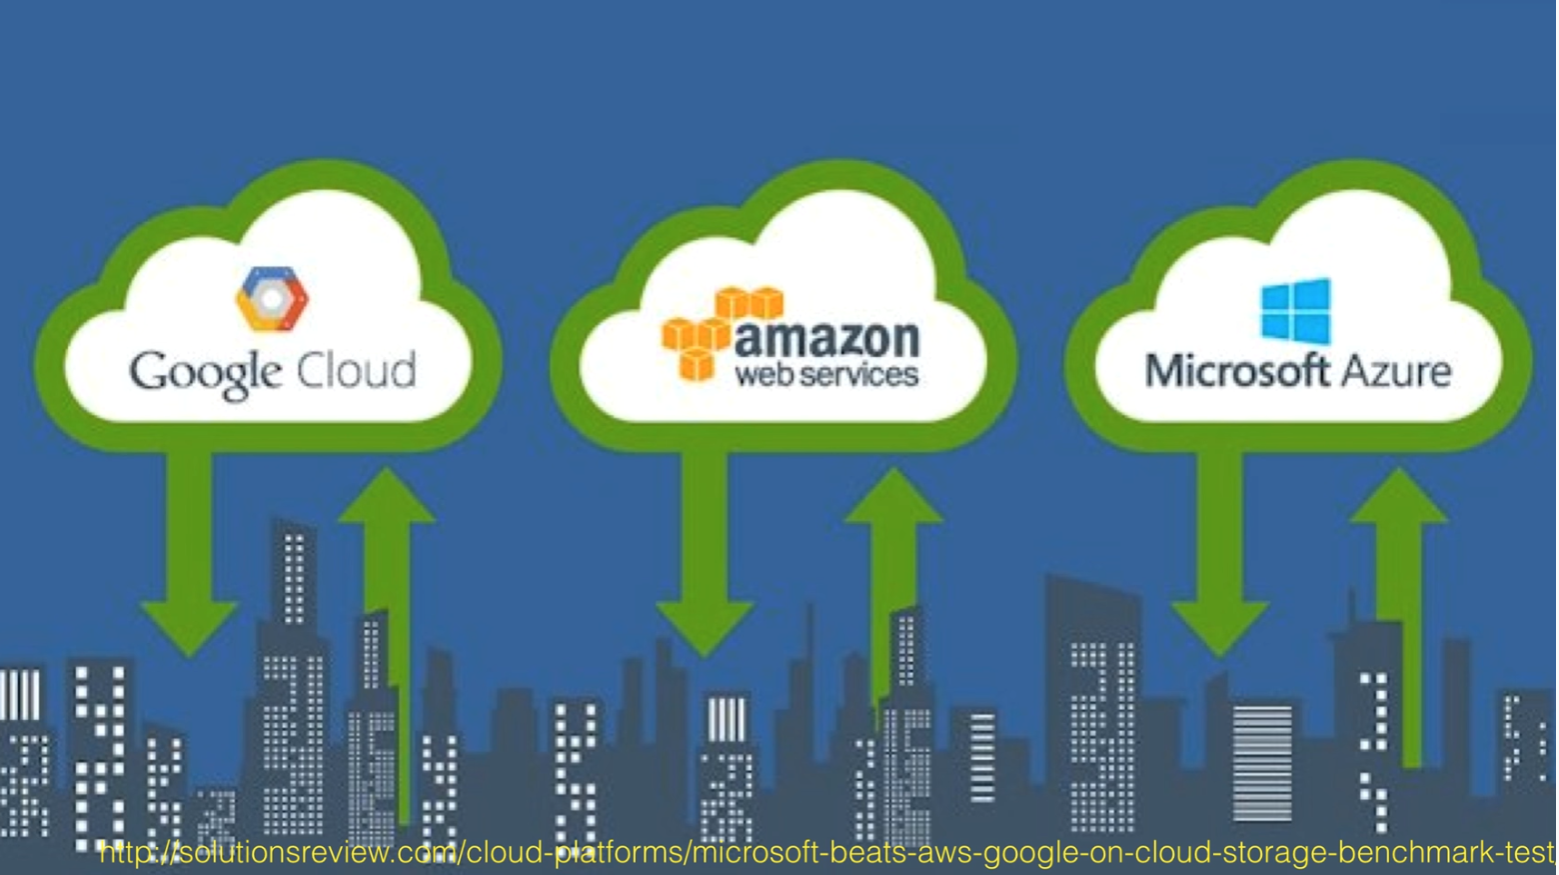 Google Cloud
amazon
web services
Microsoft Azure
http://solutionsreview.com/cloud-platforms/microsoft-beats-aws-google-on-cloud-storage-benchmark-test/